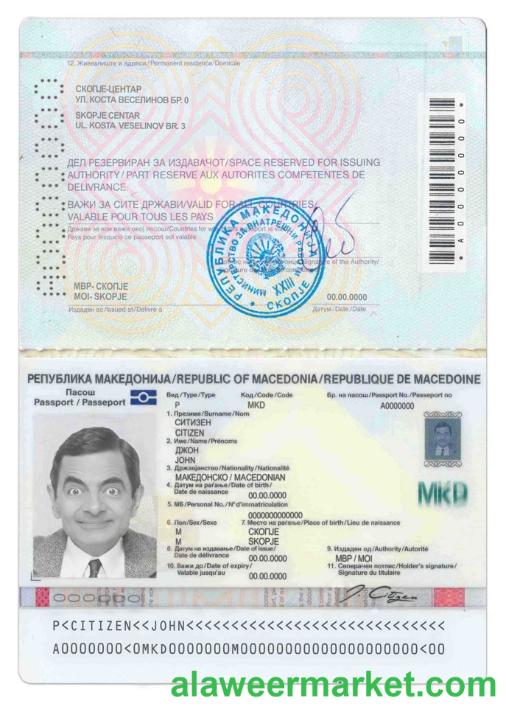 12. Живеалиште и адреса/Permanent residence/Domicile
СКОПЈЕ-ЦЕНТАР
УЛ. КОСТА ВЕСЕЛИНОВ БР. 0
SKOPJE CENTAR
UL. KOSTA VESELINOV BR. 3
ДЕЛ РЕЗЕРВИРАН ЗА ИЗДАВАЧОТ/SPACE RESERVED FOR ISSUING
AUTHORITY / PART RESERVE AUX AUTORITES COMPETENTES DE
DELIVRANCE
ВАЖИ ЗА СИТЕ ДРЖАВИ/VALID FOR ALL COUNTRIES/
VALABLE POUR TOUS LES PAYS
Pays pour lesquels ce passeport est valable
РЕПУБЛИКА МАКЕДОНИЈА
МИНИСТЕРСТВО ЗА ВНАТРЕШНИ РАБОТИ
XXIII
СКОПЈЕ
МВР- СКОПЈЕ
MOI- SKOPJE
00.00.0000
Издаден во/Issued at/Délivré à
Датум /Date /Date
*A0000000*
РЕПУБЛИКА МАКЕДОНИЈА/REPUBLIC OF MACEDONIA/REPUBLIQUE DE MACEDOINE
Пасош
Passport / Passeport
Вид/Type/Type
Код/Code/Code
Бр. на пасош/Passport No./Passeport no
P
MKD
A0000000
1. Презиме/Surname/Nom
СИТИЗЕН
CITIZEN
2. Име/Name/Prénoms
ДЖОН
JOHN
3. Државјанство/Nationality/Nationalité
МАКЕДОНСКО / MACEDONIAN
4. Датум на раѓање/Date of birth/
Date de naissance
00.00.0000
5. МБ/Personal No./N°d'immatriculation
0000000000000
6. Пол/Sex/Sexe
7. Место на раѓање/Place of birth/Lieu de naissance
М
СКОПЈЕ
M
SKOPJE
8. Датум на издавање/Date of issue/
Date de délivrance
00.00.0000
9. Издаден од/Authority/Autorité
МВР / MOI
10. Важи до/Date of expiry/
Valable jusqu'au
00.00.0000
11. Своерачен потпис/Holder's signature/
Signature du titulaire
J. Citizen
MKD
P<CITIZEN<<JOHN<<<<<<<<<<<<<<<<<<<<<<<<<<<<<
A0000000<0MKD0000000M0000000000000000000<<00
alaweermarket.com